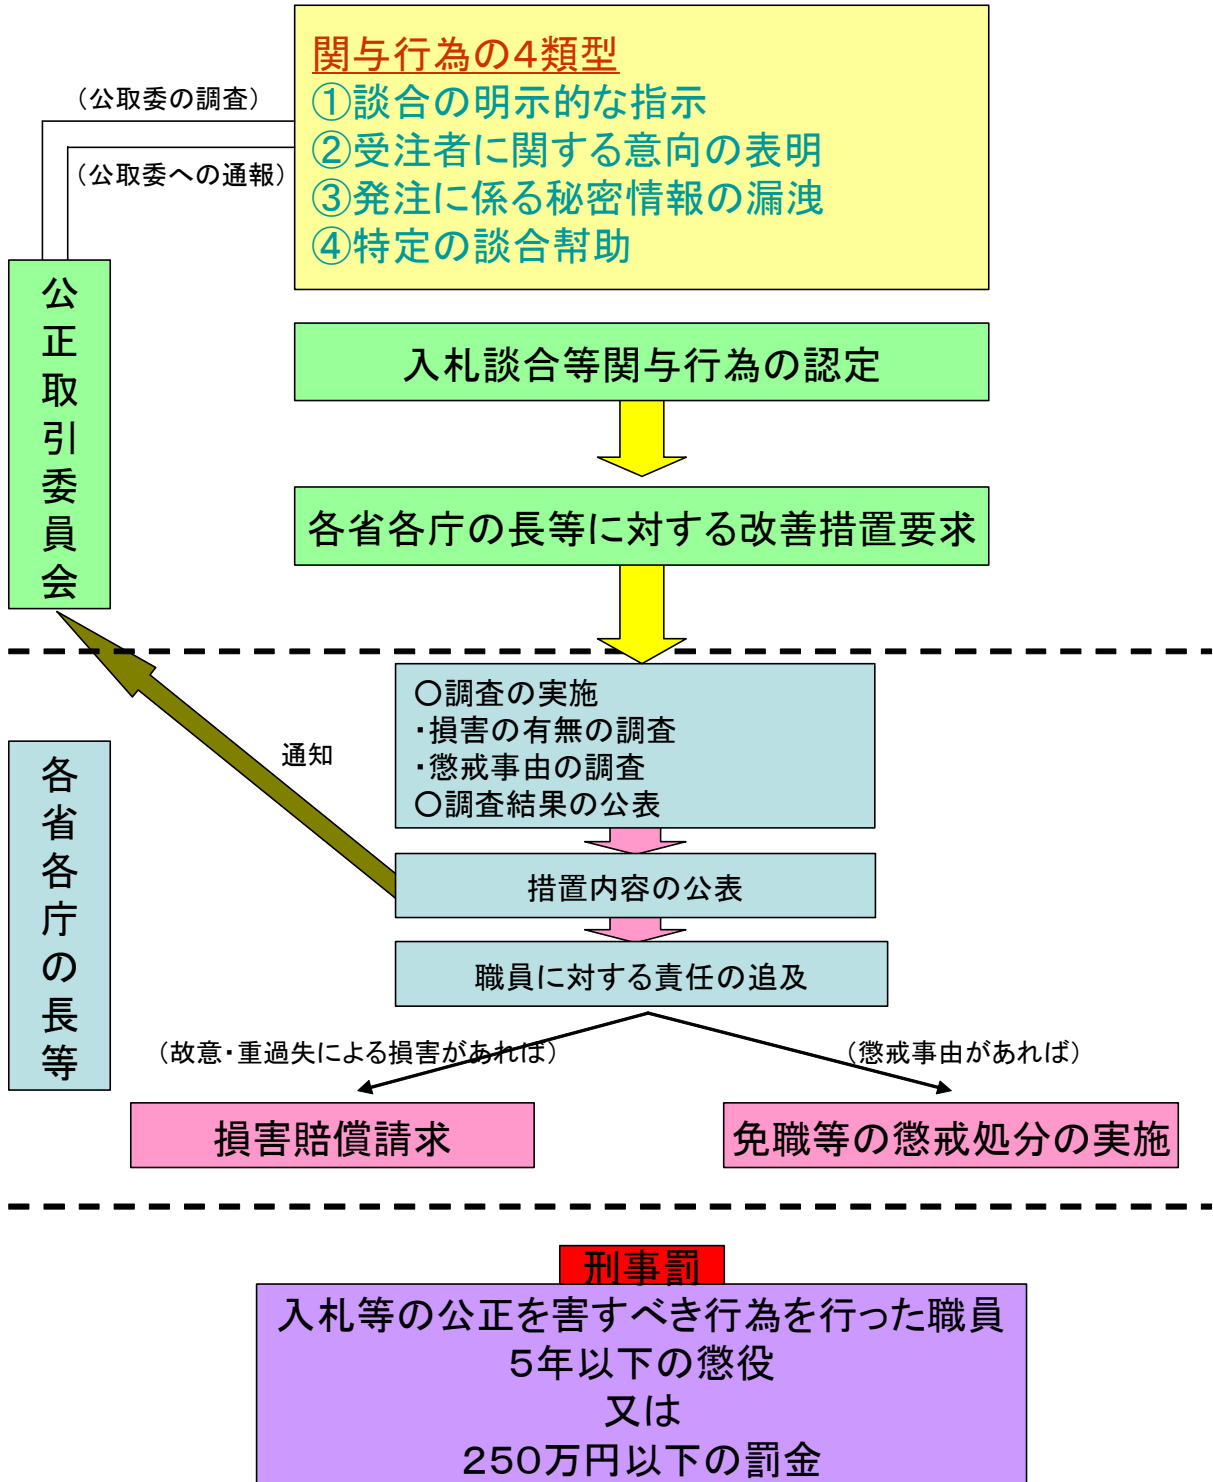 関与行為の4類型
①談合の明示的な指示
②受注者に関する意向の表明
③発注に係る秘密情報の漏洩
④特定の談合幇助
（公取委の調査）
（公取委への通報）
公正取引委員会
入札談合等関与行為の認定
各省各庁の長等に対する改善措置要求
○調査の実施
・損害の有無の調査
・懲戒事由の調査
○調査結果の公表
通知
各省各庁の長等
措置内容の公表
職員に対する責任の追及
（故意・重過失による損害があれば）
（懲戒事由があれば）
損害賠償請求
免職等の懲戒処分の実施
刑事罰
入札等の公正を害すべき行為を行った職員
5年以下の懲役
又は
250万円以下の罰金